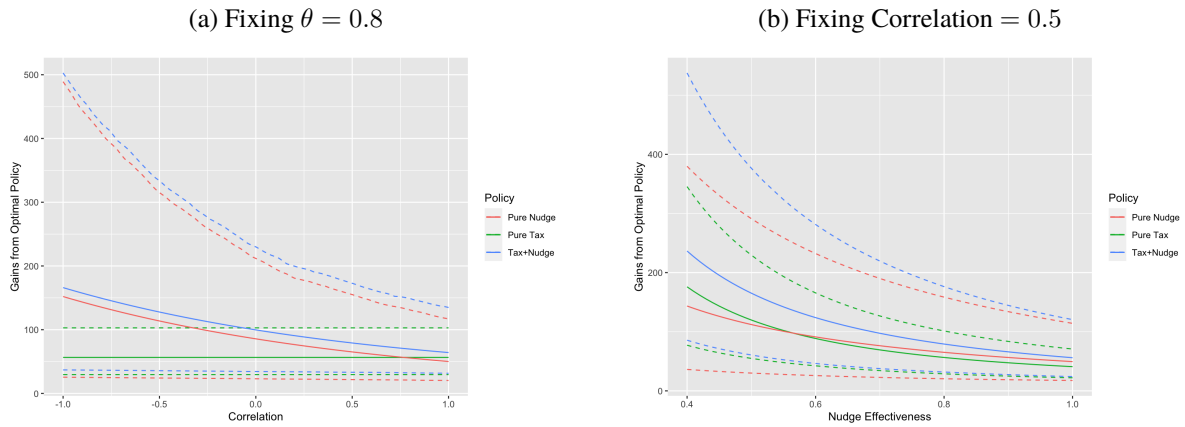 (a) Fixing θ = 0.8
500
400
300
200
100
0
-1.0
-0.5
0.0
0.5
1.0
Correlation
Gains from Optimal Policy
Policy
Pure Nudge
Pure Tax
Tax+Nudge
(b) Fixing Correlation = 0.5
400
200
0
0.4
0.6
0.8
1.0
Nudge Effectiveness
Gains from Optimal Policy
Policy
Pure Nudge
Pure Tax
Tax+Nudge